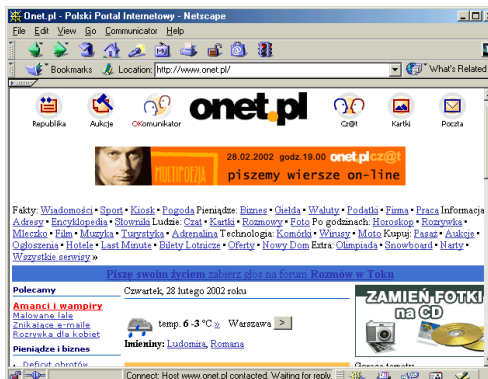 Onet.pl - Polski Portal Internetowy - Netscape
File Edit View Go Communicator Help
Bookmarks Location: http://www.onet.pl/ What's Related
onet.pl
Republika Aukcje OKomunikator Cz@t Kartki Poczta
MULTIPOEZJA
28.02.2002 godz.19.00 onet.pl cz@t
piszemy wiersze on-line
Fakty: Wiadomości • Sport • Kiosk • Pogoda Pieniądze: Biznes • Giełda • Waluty • Podatki • Firma • Praca Informacja
Adresy • Encyklopedia • Słowniki Ludzie: Czat • Kartki • Rozmowy • Foto Po godzinach: Horoskop • Rozrywka •
Mleczko • Film • Muzyka • Turystyka • Adrenalina Technologia: Komórki • Wirusy • Moto Kupuj: Pasaż • Aukcje •
Ogłoszenia • Hotele • Last Minute • Bilety Lotnicze • Oferty • Nowy Dom Extra: Olimpiada • Snowboard • Narty •
Wszystkie serwisy »
Piszę swoim życiem zabierz głos na forum Rozmów w Toku
Polecamy
Amanci i wampiry
Malowane lale
Znikające e-maile
Rozrywka dla kobiet
Pieniądze i biznes
Deficyt obrotów
Czwartek, 28 lutego 2002 roku
temp. 6 -3 °C » Warszawa >
Imieniny: Ludomira, Romana
ZAMIEŃ FOTKI
na CD
Gorące tematy
Connect: Host www.onet.pl contacted. Waiting for reply.